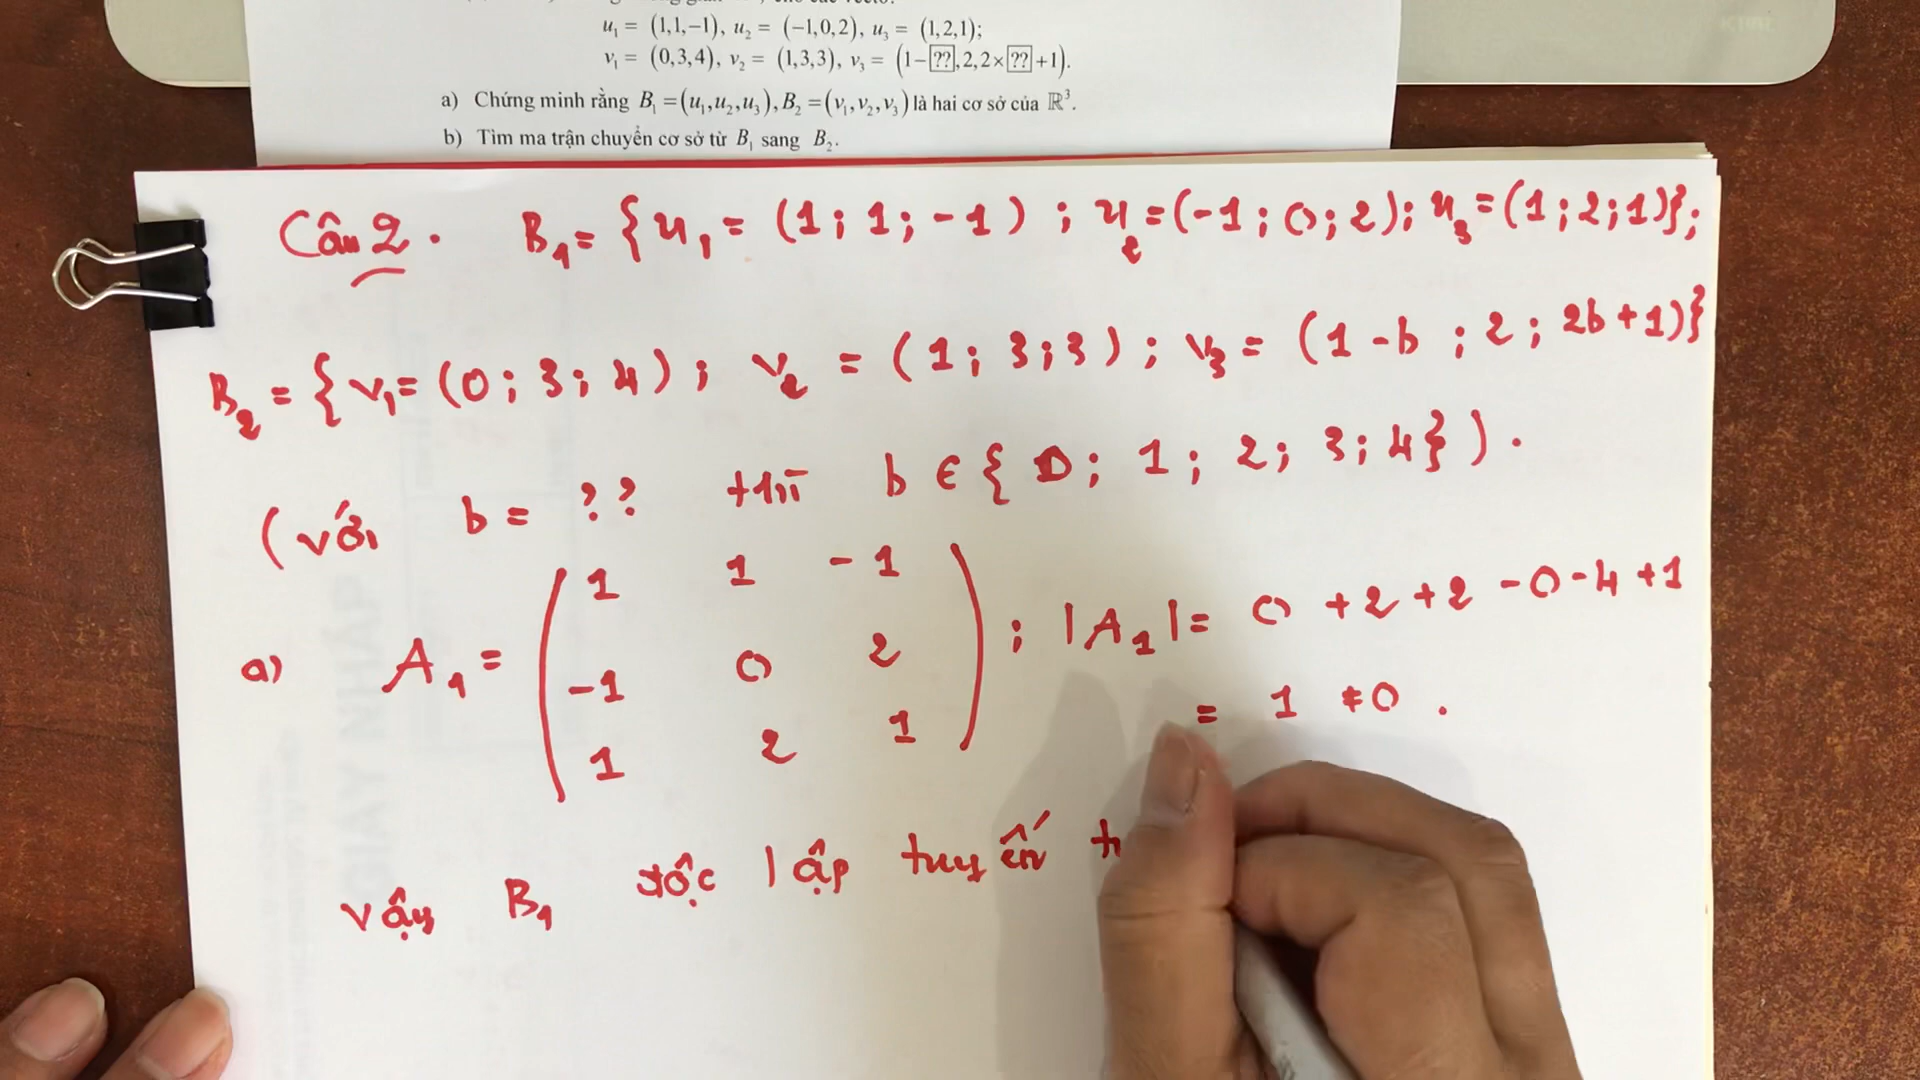 u₁ = (1,1,−1), u₂ = (−1,0,2), u₃ = (1,2,1);
v₁ = (0,3,4), v₂ = (1,3,3), v₃ = (1−??,2,2×??+1).
a) Chứng minh rằng B₁ =(u₁,u₂,u₃),B₂ =(v₁,v₂,v₃) là hai cơ sở của ℝ³.
b) Tìm ma trận chuyển cơ sở từ B₁ sang B₂.
Câu 2. B₁ = {u₁ = (1; 1; -1) ; u₂ = (-1; 0; 2); u₃ = (1; 2; 1)};
B₂ = {v₁ = (0; 3; 4) ; v₂ = (1; 3; 3) ; v₃ = (1 - b ; 2 ; 2b + 1)}
(với b = ?? thì b ∈ {0; 1; 2; 3; 4}).
a) A₁ = ( 1 1 -1 ) ; |A₁| = 0 + 2 + 2 - 0 - 4 + 1
-1 0 2
1 2 1 = 1 ≠ 0 .
Vậy B₁ độc lập tuyến t